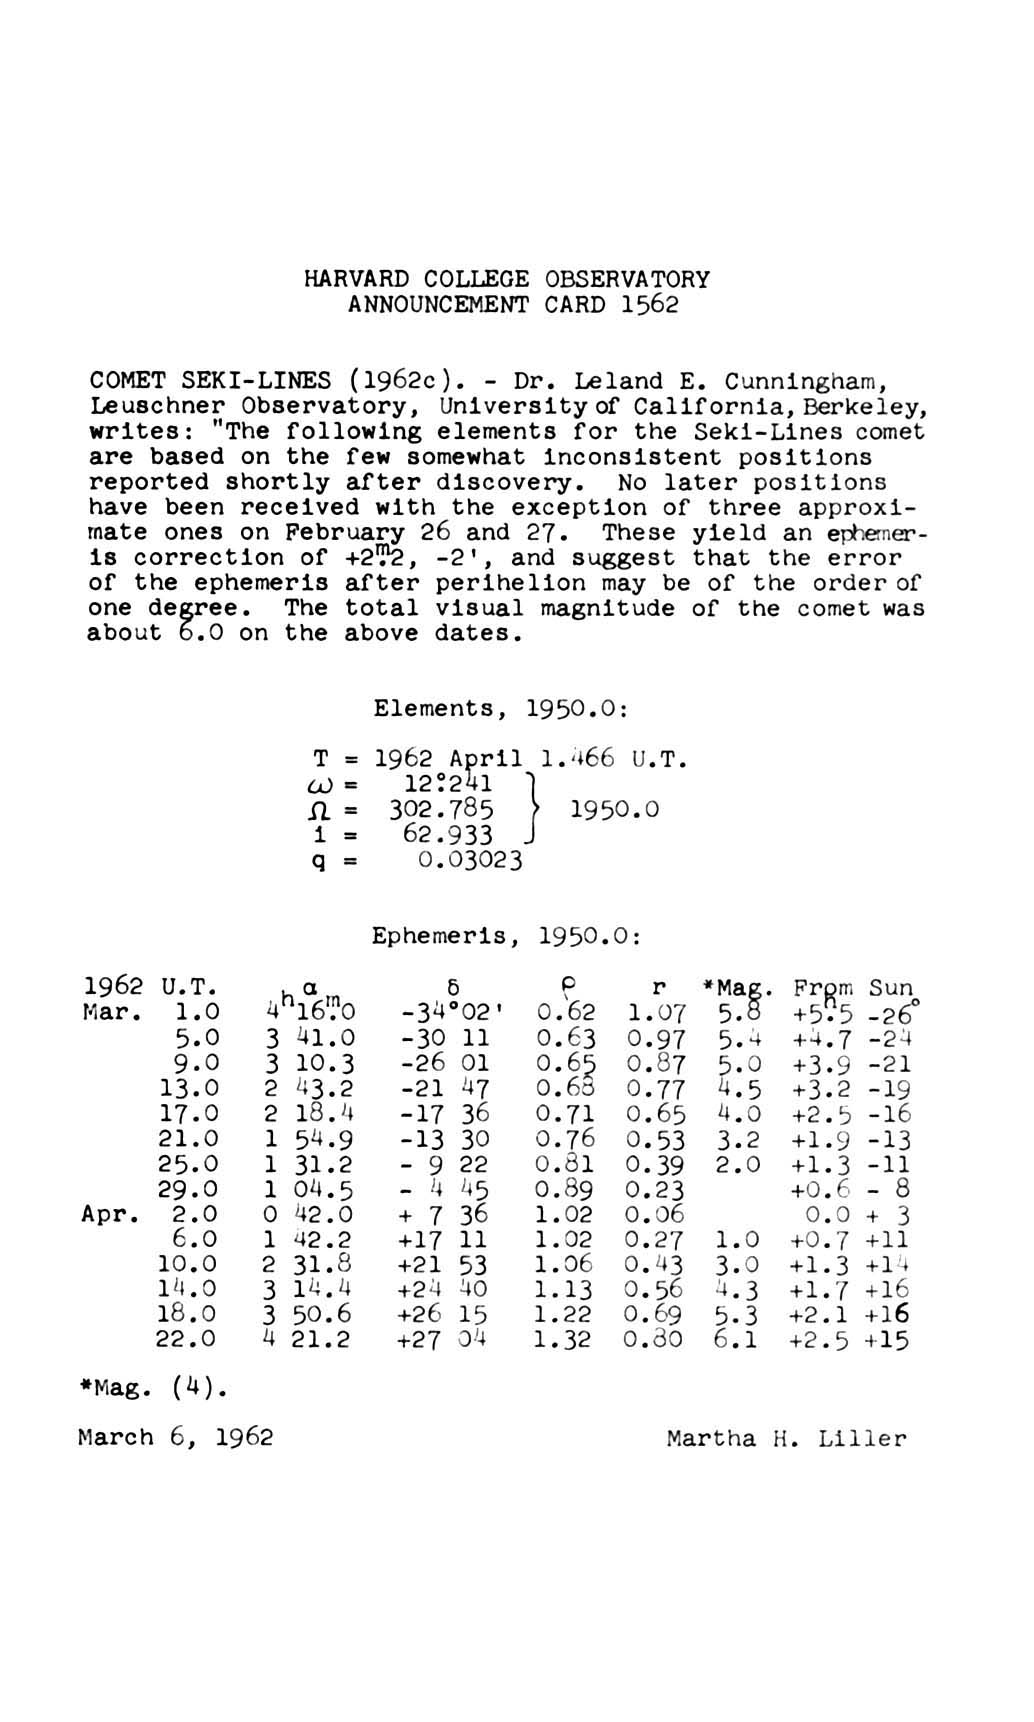 HARVARD COLLEGE OBSERVATORY
ANNOUNCEMENT CARD 1562
COMET SEKI-LINES (1962c). - Dr. Leland E. Cunningham,
Leuschner Observatory, University of California, Berkeley,
writes: "The following elements for the Seki-Lines comet
are based on the few somewhat inconsistent positions
reported shortly after discovery. No later positions
have been received with the exception of three approxi-
mate ones on February 26 and 27. These yield an ephemer-
is correction of +2ᵐ.2, -2', and suggest that the error
of the ephemeris after perihelion may be of the order of
one degree. The total visual magnitude of the comet was
about 6.0 on the above dates.
Elements, 1950.0:
T = 1962 April 1.466 U.T.
ω = 12°.241
Ω = 302.785 } 1950.0
i = 62.933
q = 0.03023
Ephemeris, 1950.0:
1962 U.T. α δ ρ r *Mag. From Sun
Mar. 1.0 4ʰ16ᵐ.0 -34°02' 0.62 1.07 5.8 +5ʰ.5 -26°
5.0 3 41.0 -30 11 0.63 0.97 5.4 +4.7 -24
9.0 3 10.3 -26 01 0.65 0.87 5.0 +3.9 -21
13.0 2 43.2 -21 47 0.68 0.77 4.5 +3.2 -19
17.0 2 18.4 -17 36 0.71 0.65 4.0 +2.5 -16
21.0 1 54.9 -13 30 0.76 0.53 3.2 +1.9 -13
25.0 1 31.2 - 9 22 0.81 0.39 2.0 +1.3 -11
29.0 1 04.5 - 4 45 0.89 0.23 +0.6 - 8
Apr. 2.0 0 42.0 + 7 36 1.02 0.06 0.0 + 3
6.0 1 42.2 +17 11 1.02 0.27 1.0 +0.7 +11
10.0 2 31.8 +21 53 1.06 0.43 3.0 +1.3 +14
14.0 3 14.4 +24 40 1.13 0.56 4.3 +1.7 +16
18.0 3 50.6 +26 15 1.22 0.69 5.3 +2.1 +16
22.0 4 21.2 +27 04 1.32 0.80 6.1 +2.5 +15
*Mag. (4).
March 6, 1962 Martha H. Liller